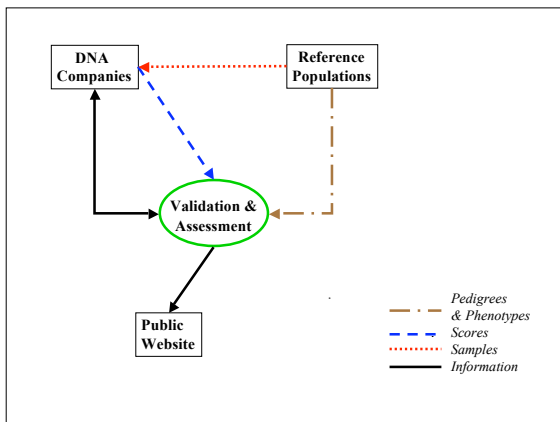 DNA
Companies
Reference
Populations
Validation &
Assessment
Public
Website
Pedigrees
& Phenotypes
Scores
Samples
Information